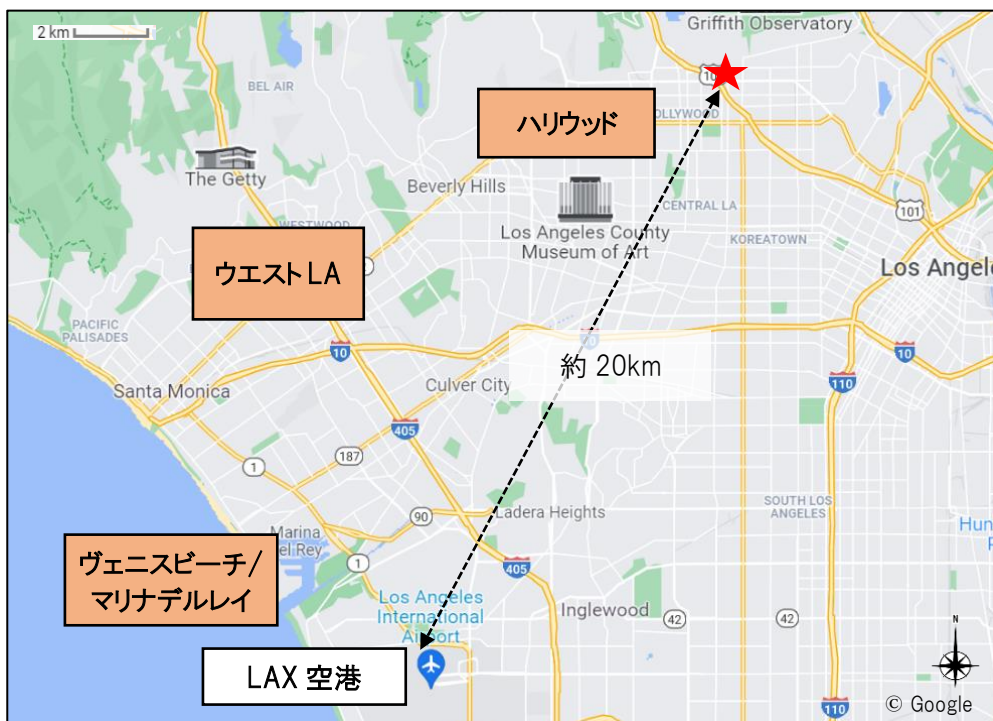 2 km
Griffith Observatory
BEL AIR
101
ハリウッド
OLLYWOOD
The Getty
Beverly Hills
CENTRAL LA
101
WESTWOOD
Los Angeles County
Museum of Art
KOREATOWN
ウエスト LA
Los Angele
PACIFIC
PALISADES
10
10
約 20km
Santa Monica
Culver City
110
405
187
1
SOUTH LOS
ANGELES
90
Ladera Heights
Marina
el Rey
Hun
P
ヴェニスビーチ/
マリナデルレイ
1
405
Los Angeles
International
Airport
Inglewood
42
42
N
LAX 空港
110
© Google